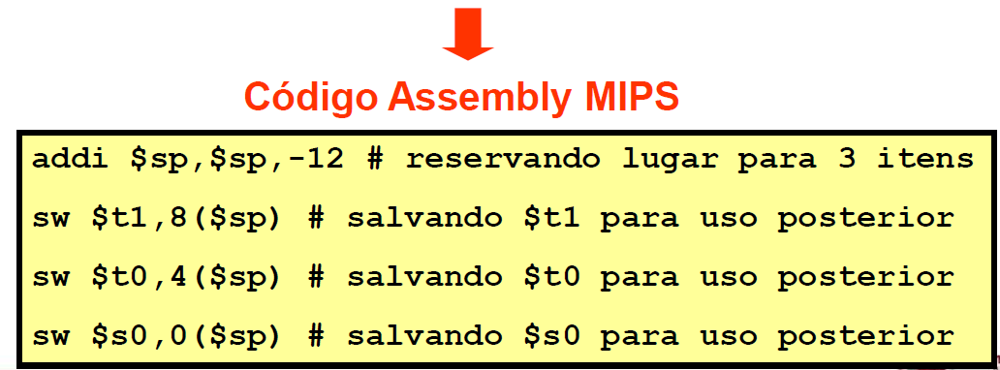 Código Assembly MIPS
addi $sp,$sp,-12 # reservando lugar para 3 itens
sw $t1,8($sp) # salvando $t1 para uso posterior
sw $t0,4($sp) # salvando $t0 para uso posterior
sw $s0,0($sp) # salvando $s0 para uso posterior